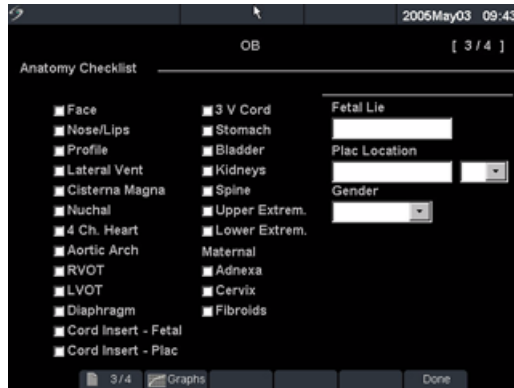 2005May03 09:43
OB [ 3/4 ]
Anatomy Checklist
Face
Nose/Lips
Profile
Lateral Vent
Cisterna Magna
Nuchal
4 Ch. Heart
Aortic Arch
RVOT
LVOT
Diaphragm
Cord Insert - Fetal
Cord Insert - Plac
3 V Cord
Stomach
Bladder
Kidneys
Spine
Upper Extrem.
Lower Extrem.
Maternal
Adnexa
Cervix
Fibroids
Fetal Lie
Plac Location
Gender
3/4 Graphs Done